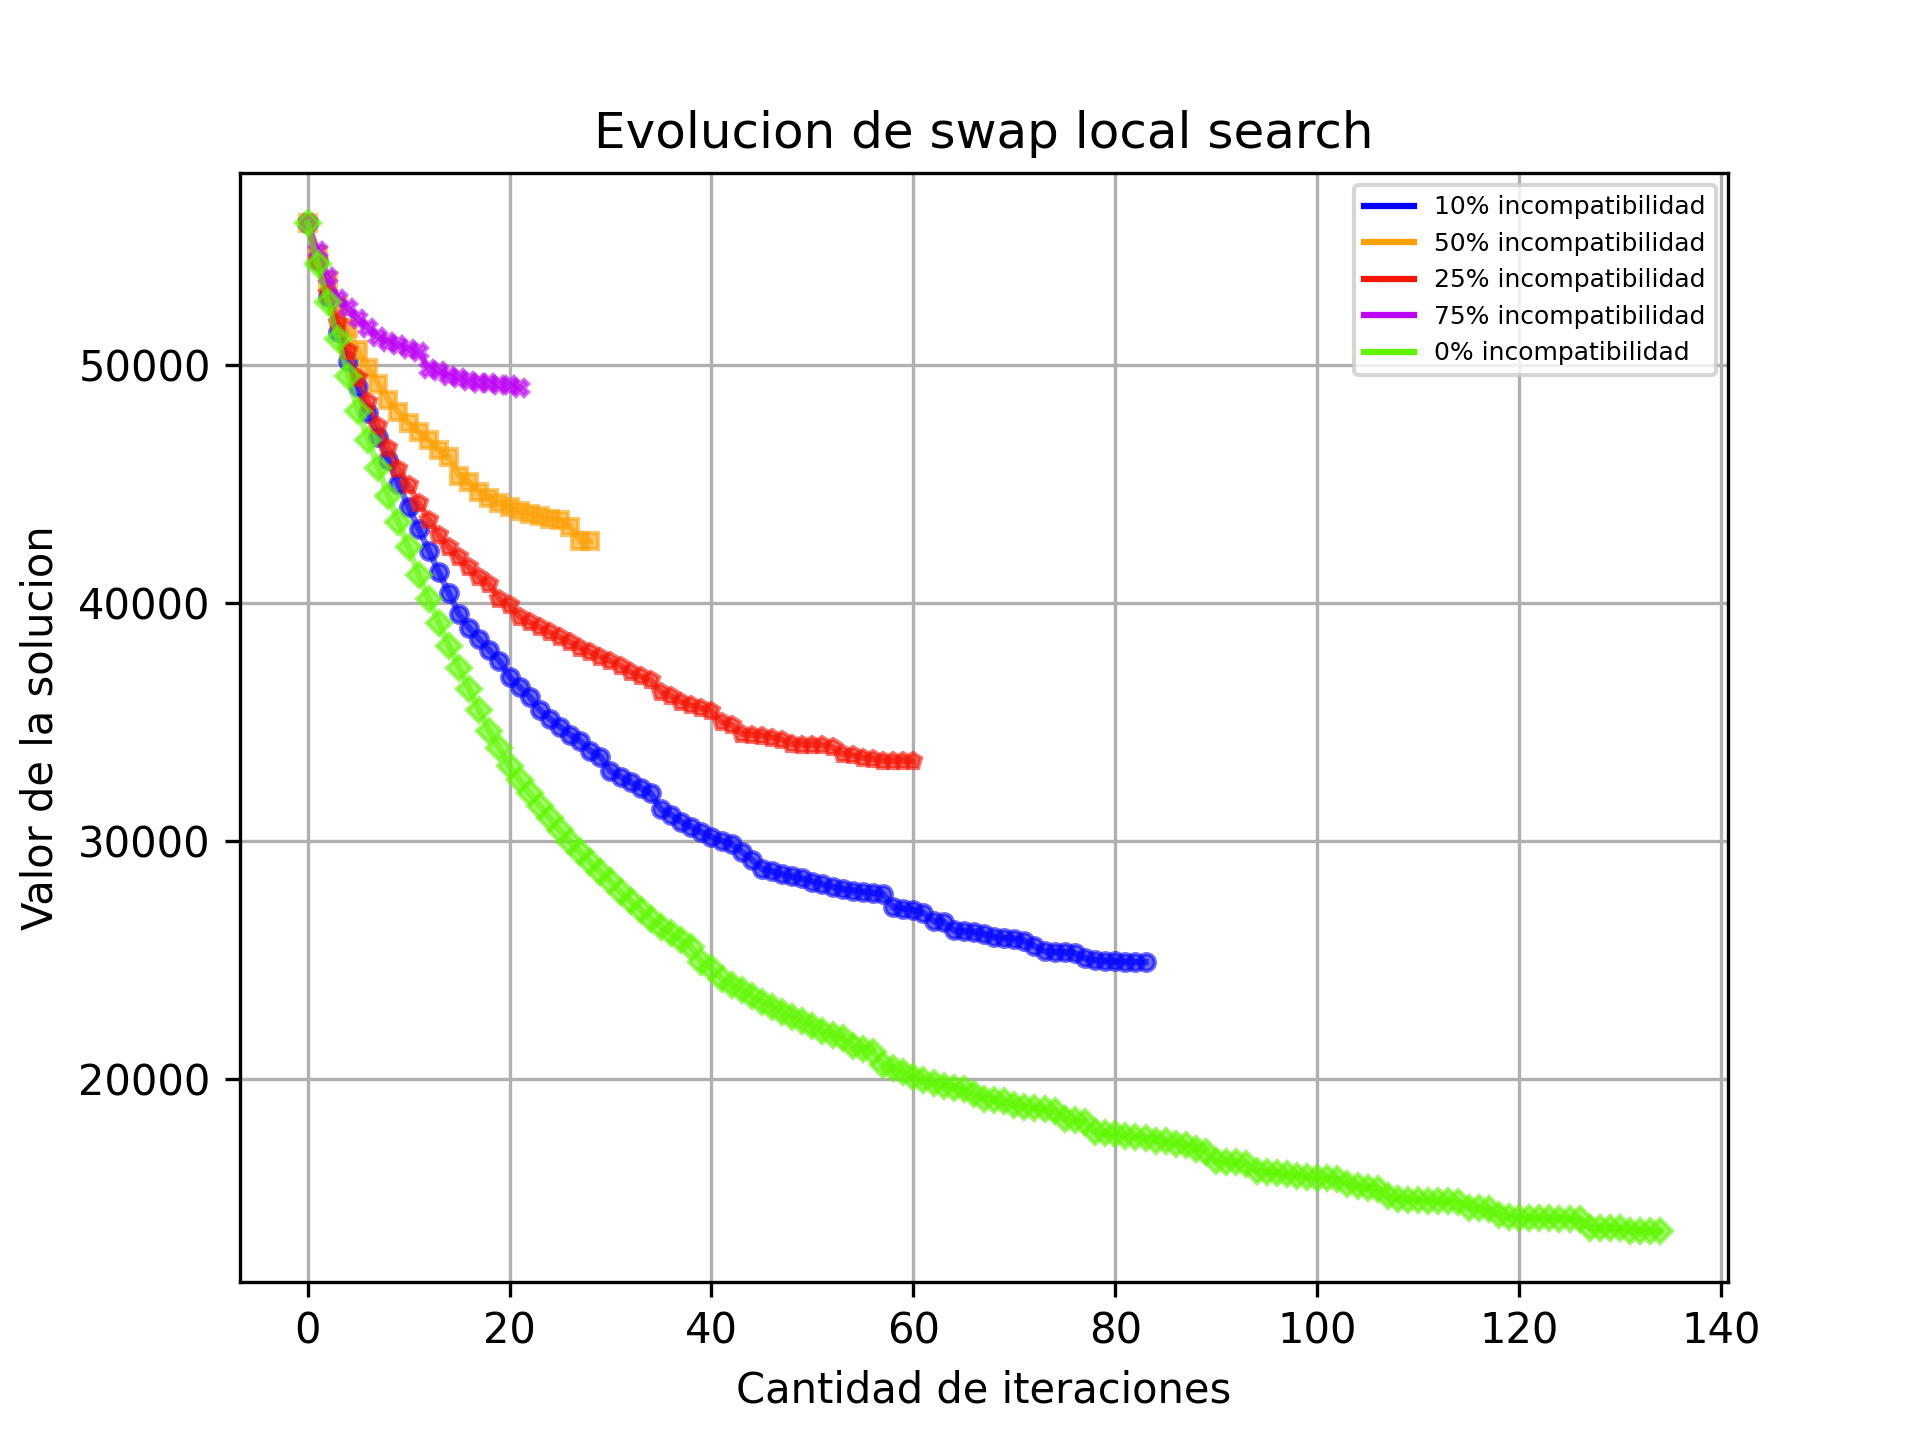 Evolucion de swap local search
10% incompatibilidad
50% incompatibilidad
25% incompatibilidad
75% incompatibilidad
0% incompatibilidad
Valor de la solucion
50000
40000
30000
20000
0 20 40 60 80 100 120 140
Cantidad de iteraciones